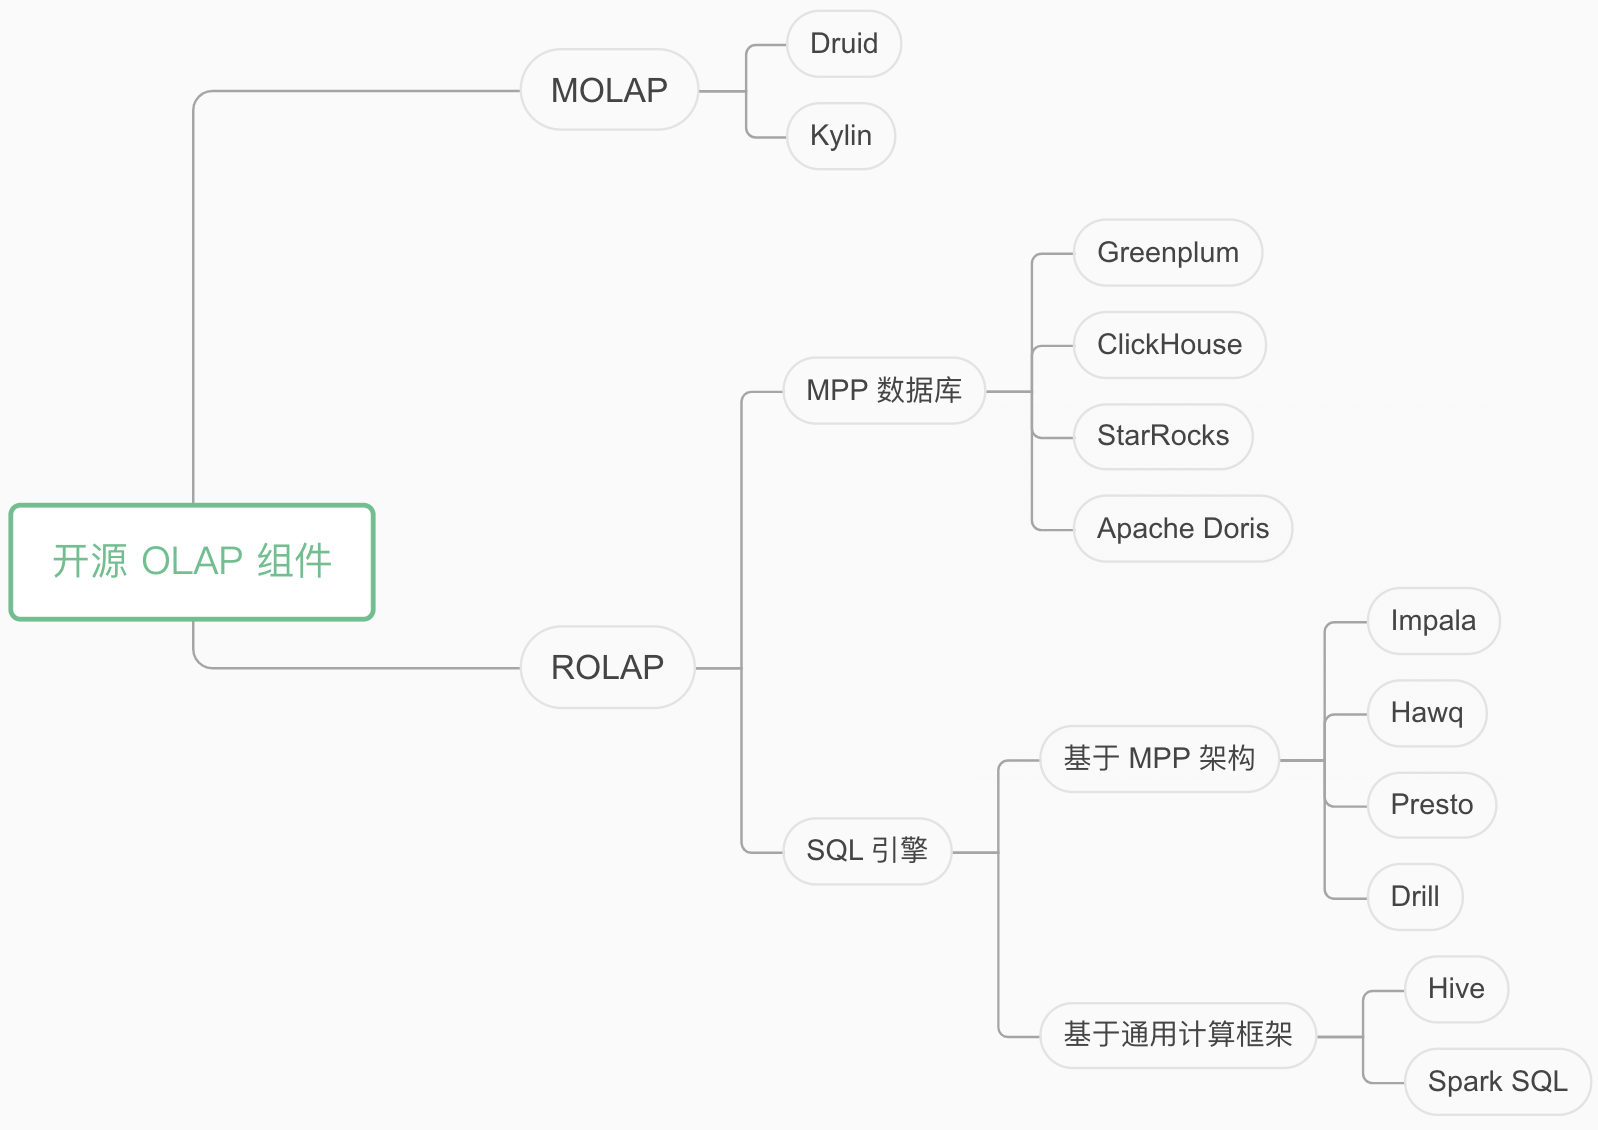 开源 OLAP 组件
MOLAP
Druid
Kylin
ROLAP
MPP 数据库
Greenplum
ClickHouse
StarRocks
Apache Doris
SQL 引擎
基于 MPP 架构
Impala
Hawq
Presto
Drill
基于通用计算框架
Hive
Spark SQL